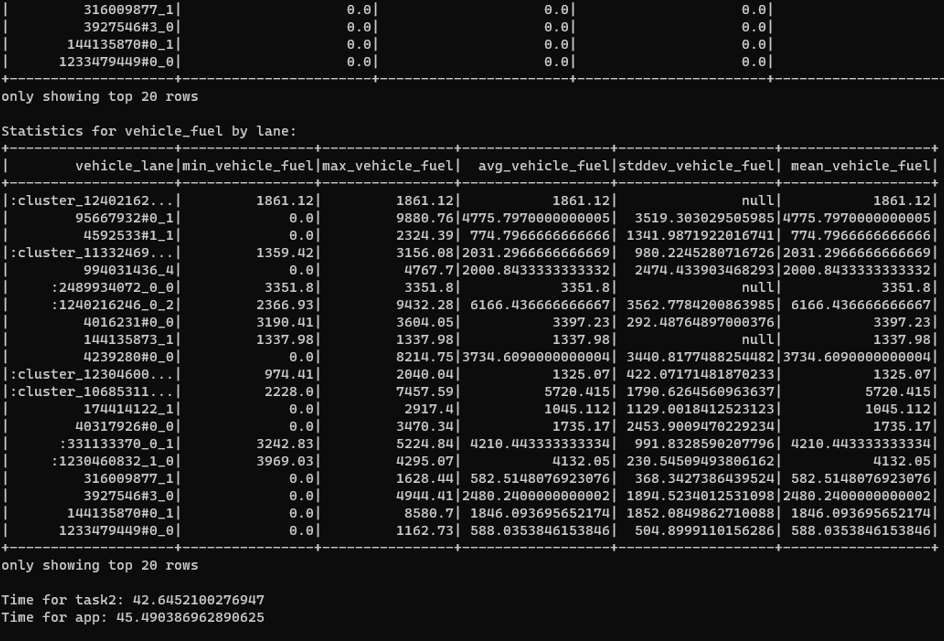 |         316009877_1|                    0.0|                    0.0|                    0.0|
|         3927546#3_0|                    0.0|                    0.0|                    0.0|
|       144135870#0_1|                    0.0|                    0.0|                    0.0|
|      1233479449#0_0|                    0.0|                    0.0|                    0.0|
+--------------------+-----------------------+-----------------------+-----------------------+--------------------
only showing top 20 rows
Statistics for vehicle_fuel by lane:
+--------------------+----------------+----------------+------------------+-------------------+------------------+
|        vehicle_lane|min_vehicle_fuel|max_vehicle_fuel|  avg_vehicle_fuel|stddev_vehicle_fuel| mean_vehicle_fuel|
+--------------------+----------------+----------------+------------------+-------------------+------------------+
|:cluster_12402162...|         1861.12|         1861.12|           1861.12|               null|           1861.12|
|        95667932#0_1|             0.0|         9880.76|4775.7970000000005|  3519.303029505985|4775.7970000000005|
|         4592533#1_1|             0.0|         2324.39| 774.7966666666666| 1341.9871922016741| 774.7966666666666|
|:cluster_11332469...|         1359.42|         3156.08|2031.2966666666669|  980.2245280716726|2031.2966666666669|
|         994031436_4|             0.0|          4767.7|2000.8433333333332|  2474.433903468293|2000.8433333333332|
|     :2489934072_0_0|          3351.8|          3351.8|            3351.8|               null|            3351.8|
|     :1240216246_0_2|         2366.93|         9432.28| 6166.436666666667| 3562.7784200863985| 6166.436666666667|
|         4016231#0_0|         3190.41|         3604.05|           3397.23| 292.48764897000376|           3397.23|
|         144135873_1|         1337.98|         1337.98|           1337.98|               null|           1337.98|
|         4239280#0_0|             0.0|         8214.75|3734.6090000000004| 3440.8177488254482|3734.6090000000004|
|:cluster_12304600...|          974.41|         2040.04|           1325.07| 422.07171481870233|           1325.07|
|:cluster_10685311...|          2228.0|         7457.59|          5720.415| 1790.6264560963637|          5720.415|
|         174414122_1|             0.0|          2917.4|          1045.112| 1129.0018412523123|          1045.112|
|        40317926#0_0|             0.0|         3470.34|           1735.17| 2453.9009470229234|           1735.17|
|      :331133370_0_1|         3242.83|         5224.84| 4210.443333333334|  991.8328590207796| 4210.443333333334|
|     :1230460832_1_0|         3969.03|         4295.07|           4132.05| 230.54509493806162|           4132.05|
|         316009877_1|             0.0|         1628.44| 582.5148076923076|  368.3427386439524| 582.5148076923076|
|         3927546#3_0|             0.0|         4944.41|2480.2400000000002| 1894.5234012531098|2480.2400000000002|
|       144135870#0_1|             0.0|          8580.7| 1846.093695652174| 1852.0849862710088| 1846.093695652174|
|      1233479449#0_0|             0.0|         1162.73| 588.0353846153846|  504.8999110156286| 588.0353846153846|
+--------------------+----------------+----------------+------------------+-------------------+------------------+
only showing top 20 rows
Time for task2: 42.6452100276947
Time for app: 45.490386962890625